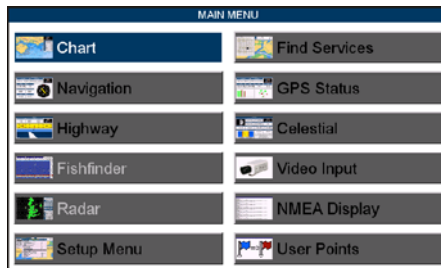 MAIN MENU
Chart
Find Services
Navigation
GPS Status
Highway
Celestial
Fishfinder
Video Input
Radar
NMEA Display
Setup Menu
User Points